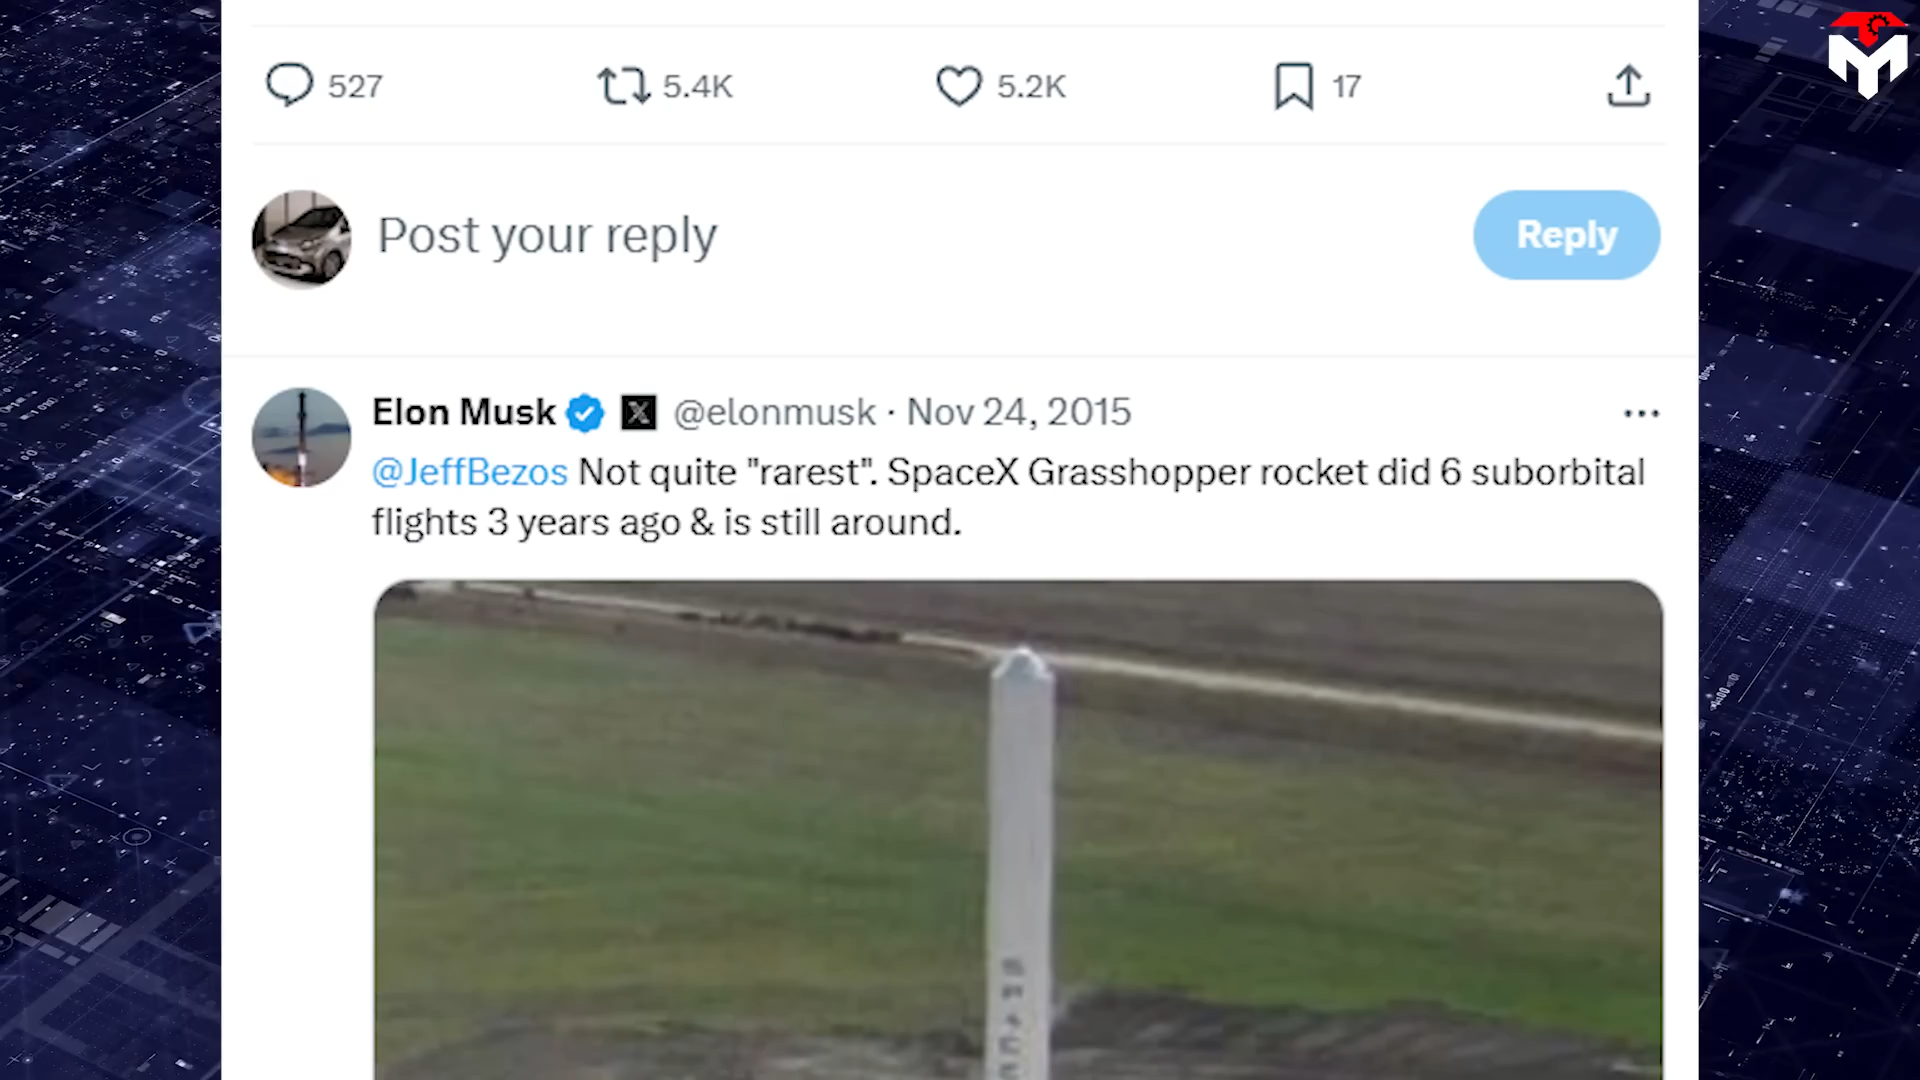 527 5.4K 5.2K 17
Post your reply
Reply
Elon Musk @elonmusk · Nov 24, 2015
@JeffBezos Not quite "rarest". SpaceX Grasshopper rocket did 6 suborbital
flights 3 years ago & is still around.